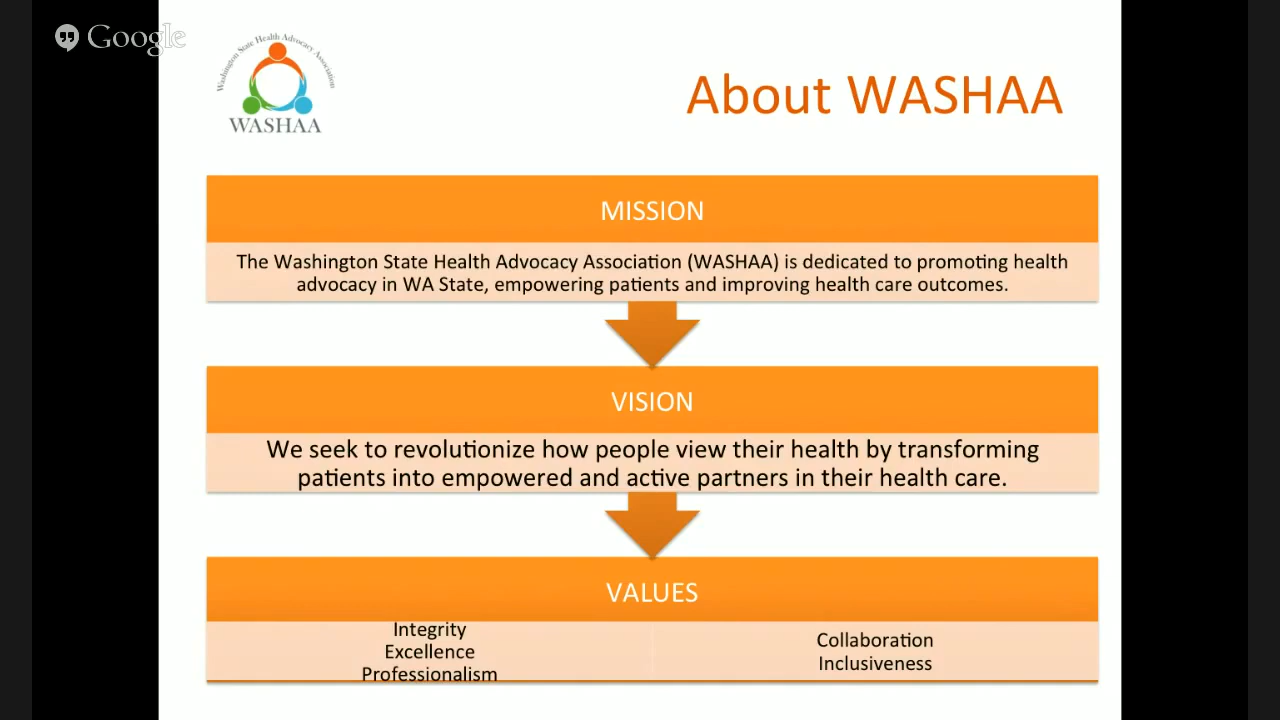 Google
Washington State Health Advocacy Association
WASHAA
About WASHAA
MISSION
The Washington State Health Advocacy Association (WASHAA) is dedicated to promoting health
advocacy in WA State, empowering patients and improving health care outcomes.
VISION
We seek to revolutionize how people view their health by transforming
patients into empowered and active partners in their health care.
VALUES
Integrity
Excellence
Professionalism
Collaboration
Inclusiveness